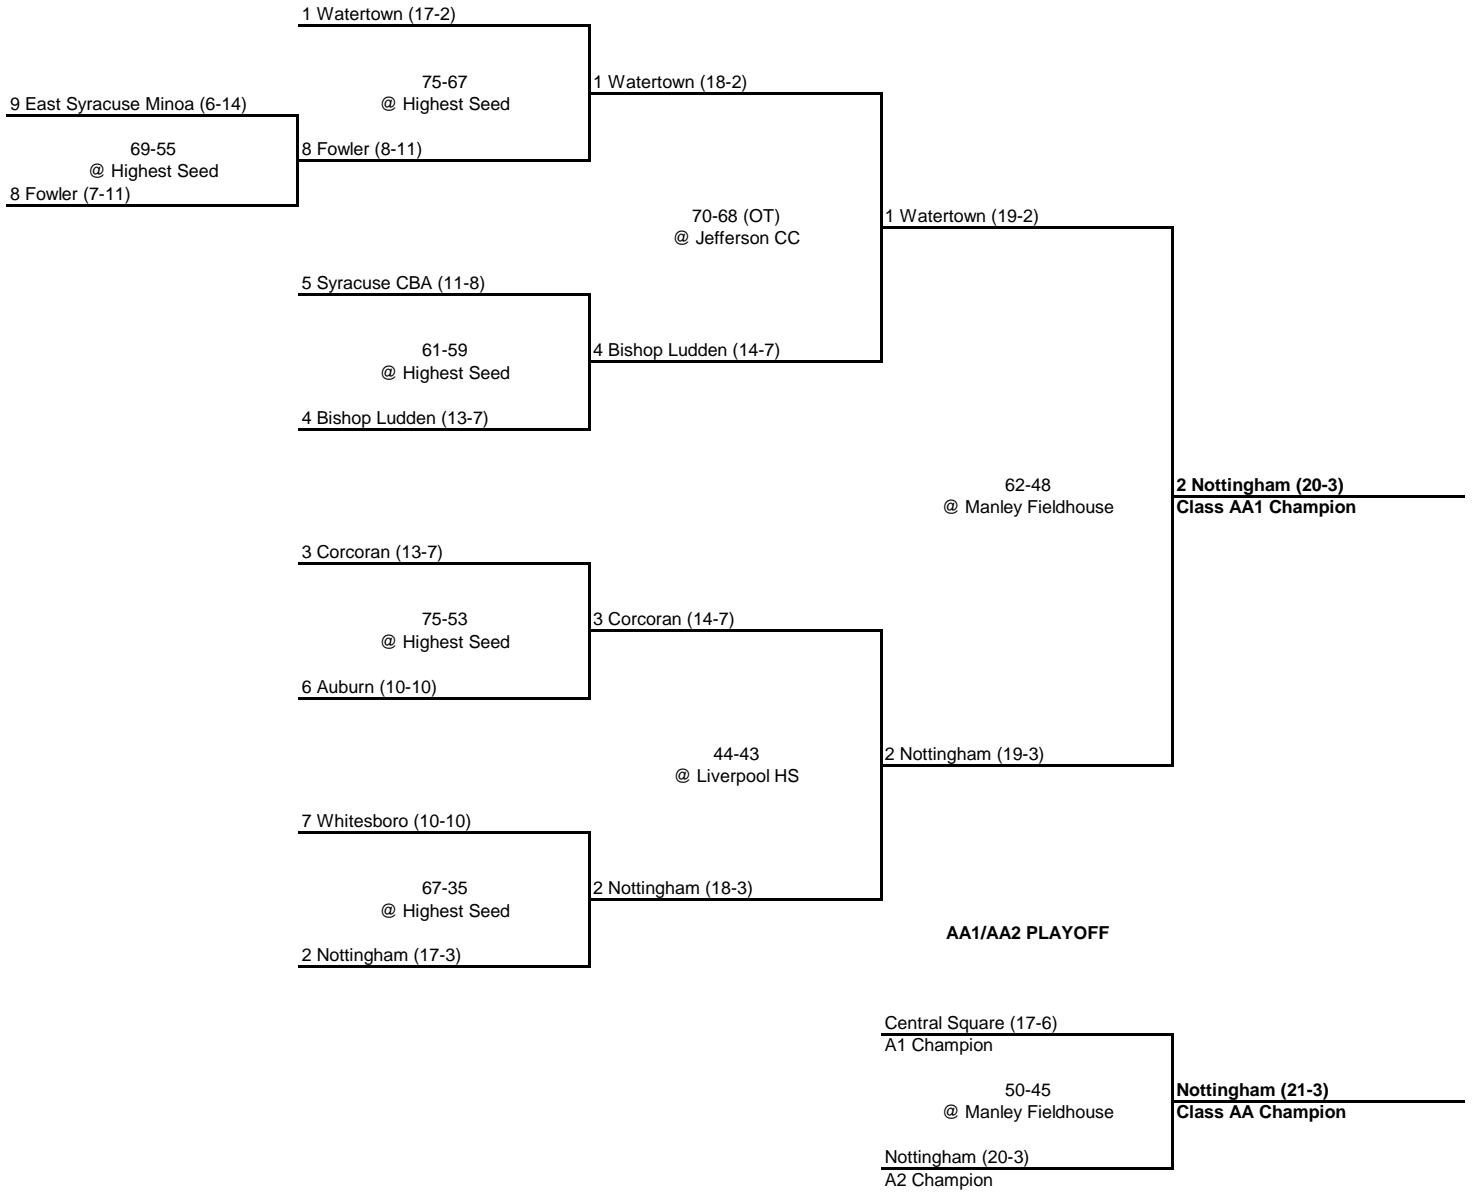 1 Watertown (17-2)
75-67
@ Highest Seed
1 Watertown (18-2)
9 East Syracuse Minoa (6-14)
69-55
@ Highest Seed
8 Fowler (8-11)
8 Fowler (7-11)
70-68 (OT)
@ Jefferson CC
1 Watertown (19-2)
5 Syracuse CBA (11-8)
61-59
@ Highest Seed
4 Bishop Ludden (14-7)
4 Bishop Ludden (13-7)
62-48
@ Manley Fieldhouse
2 Nottingham (20-3)
Class AA1 Champion
3 Corcoran (13-7)
75-53
@ Highest Seed
3 Corcoran (14-7)
6 Auburn (10-10)
44-43
@ Liverpool HS
2 Nottingham (19-3)
7 Whitesboro (10-10)
67-35
@ Highest Seed
2 Nottingham (18-3)
2 Nottingham (17-3)
AA1/AA2 PLAYOFF
Central Square (17-6)
A1 Champion
50-45
@ Manley Fieldhouse
Nottingham (21-3)
Class AA Champion
Nottingham (20-3)
A2 Champion